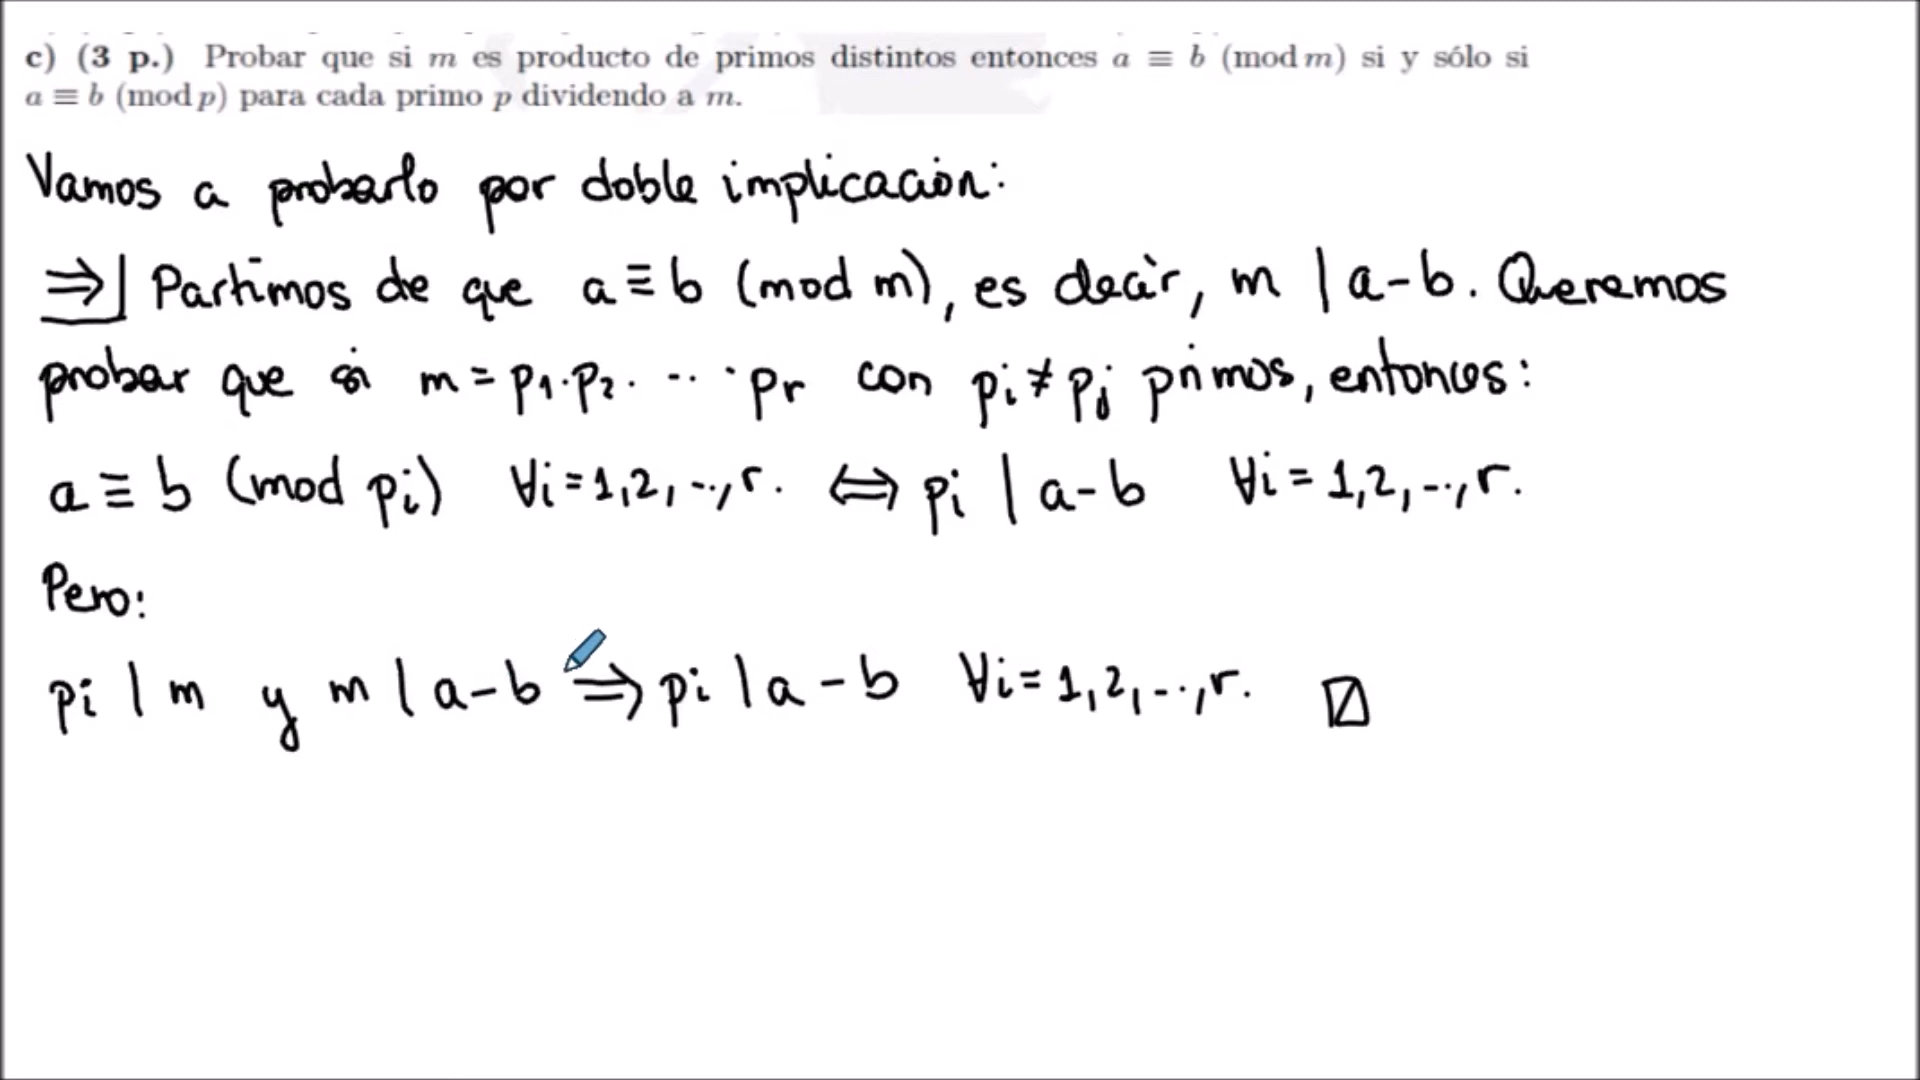 c) (3 p.) Probar que si m es producto de primos distintos entonces a ≡ b (mod m) si y sólo si
a ≡ b (mod p) para cada primo p dividendo a m.
Vamos a probarlo por doble implicación:
⇒| Partimos de que a ≡ b (mod m), es decir, m | a-b. Queremos
probar que si m = p1·p2· ... ·pr con pi ≠ pj primos, entonces:
a ≡ b (mod pi) ∀i = 1,2,...,r. ⇔ pi | a-b ∀i = 1,2,...,r.
Pero:
pi | m y m | a-b ⇒ pi | a-b ∀i = 1,2,...,r.